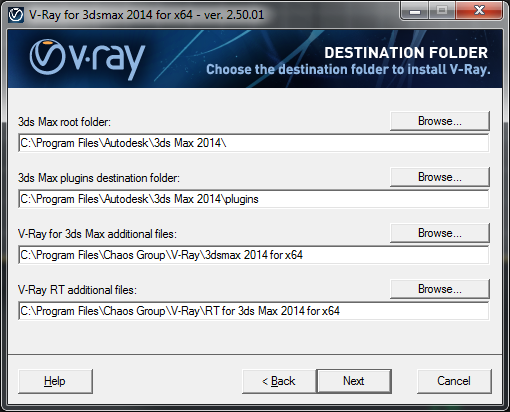 V-Ray for 3dsmax 2014 for x64 - ver. 2.50.01
v·ray
DESTINATION FOLDER
Choose the destination folder to install V-Ray.
3ds Max root folder:
Browse...
C:\Program Files\Autodesk\3ds Max 2014\
3ds Max plugins destination folder:
Browse...
C:\Program Files\Autodesk\3ds Max 2014\plugins
V-Ray for 3ds Max additional files:
Browse...
C:\Program Files\Chaos Group\V-Ray\3dsmax 2014 for x64
V-Ray RT additional files:
Browse...
C:\Program Files\Chaos Group\V-Ray\RT for 3ds Max 2014 for x64
Help
< Back
Next
Cancel